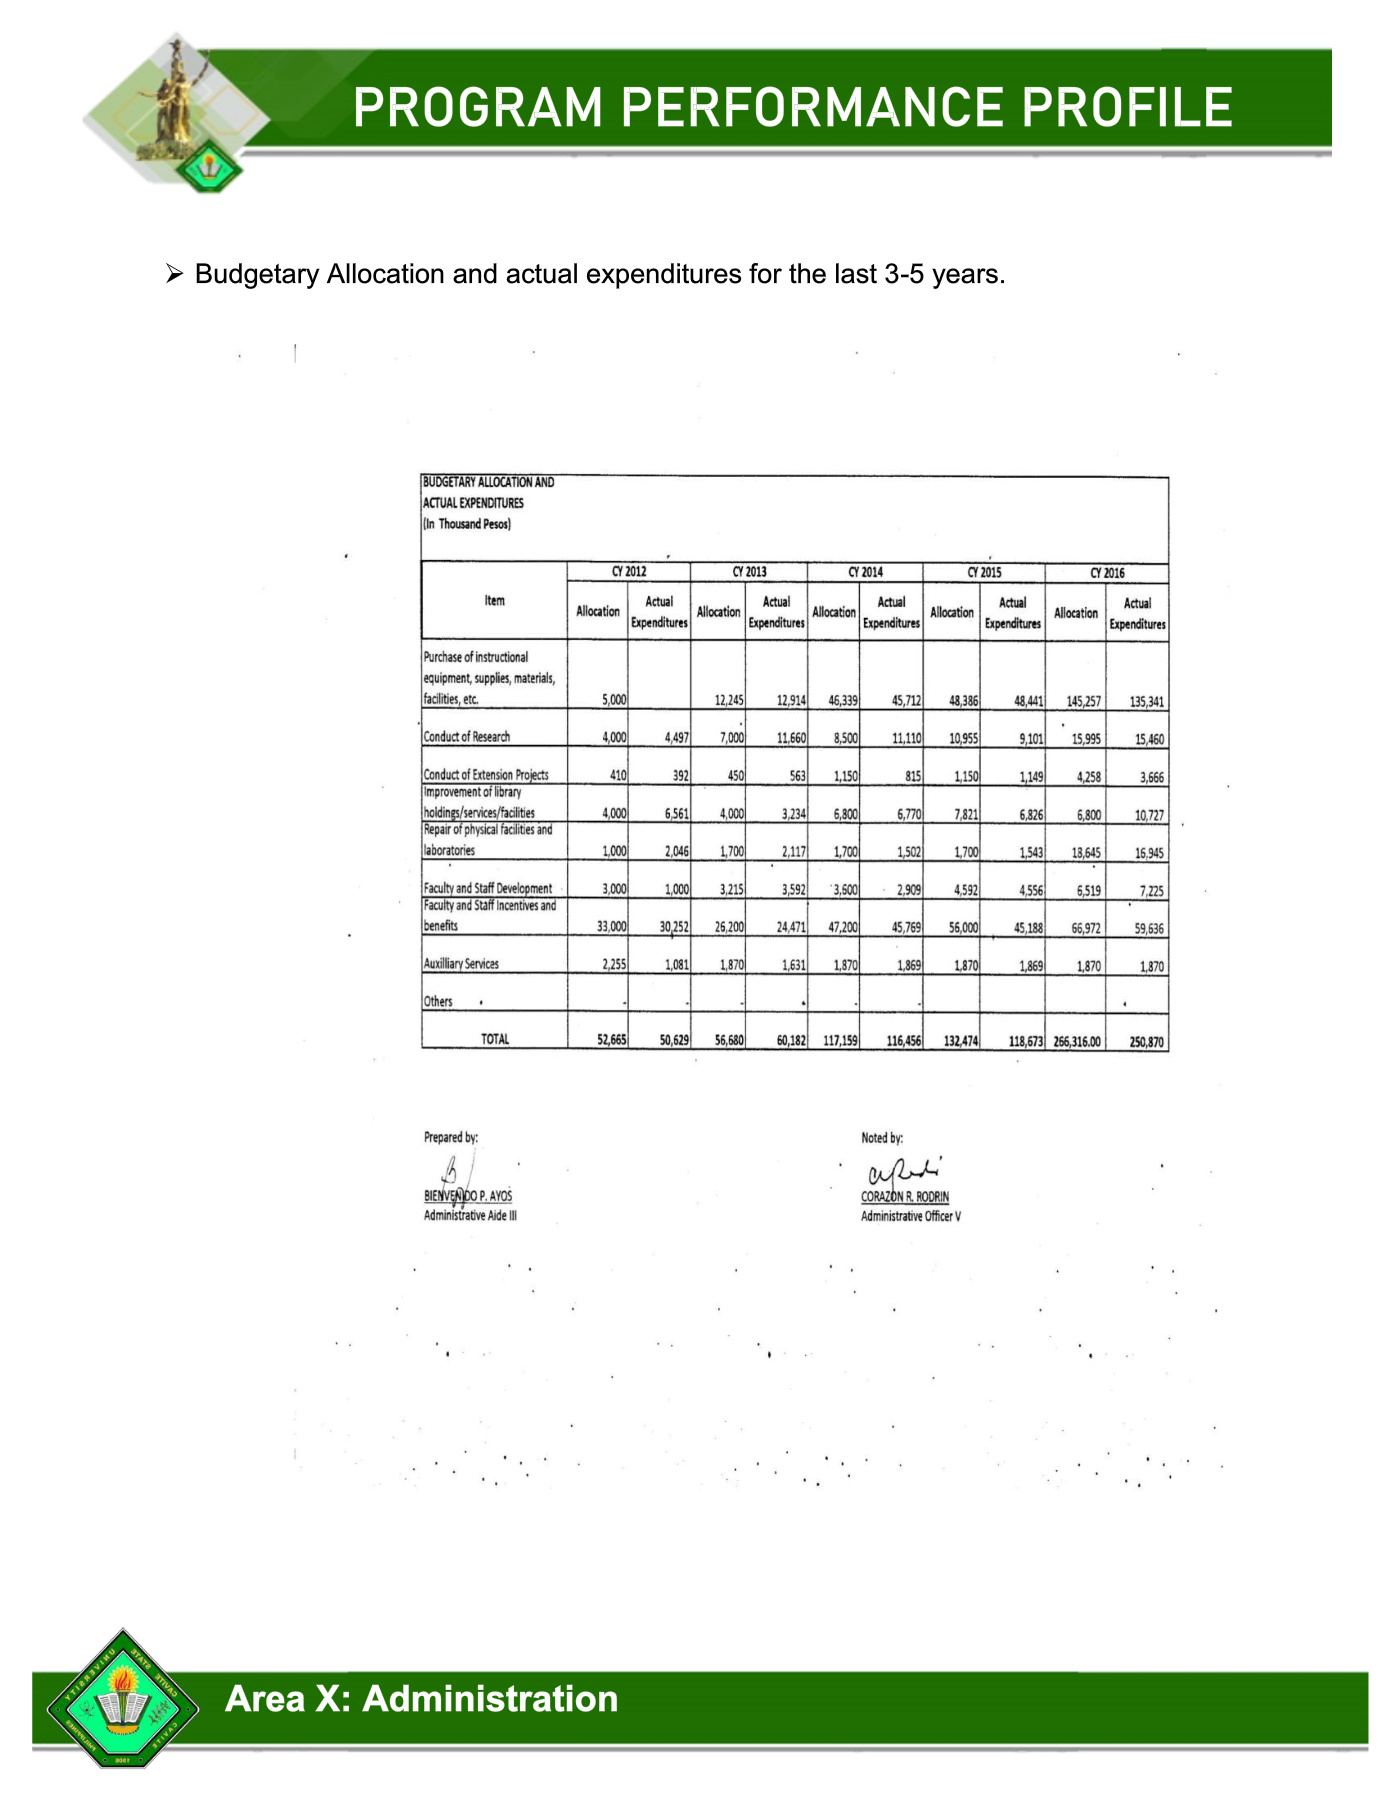 PROGRAM PERFORMANCE PROFILE
➢ Budgetary Allocation and actual expenditures for the last 3-5 years.
BUDGETARY ALLOCATION AND
ACTUAL EXPENDITURES
(In Thousand Pesos)
Item CY 2012 CY 2013 CY 2014 CY 2015 CY 2016
Allocation Actual Expenditures Allocation Actual Expenditures Allocation Actual Expenditures Allocation Actual Expenditures Allocation Actual Expenditures
Purchase of instructional
equipment, supplies, materials,
facilities, etc. 5,000 12,245 12,914 46,339 45,712 48,386 48,441 145,257 135,341
Conduct of Research 4,000 4,497 7,000 11,660 8,500 11,110 10,955 9,101 15,995 15,460
Conduct of Extension Projects 410 392 450 563 1,150 815 1,150 1,149 4,258 3,666
Improvement of library
holdings/services/facilities 4,000 6,561 4,000 3,234 6,800 6,770 7,821 6,826 6,800 10,727
Repair of physical facilities and
laboratories 1,000 2,046 1,700 2,117 1,700 1,502 1,700 1,543 18,645 16,945
Faculty and Staff Development 3,000 1,000 3,215 3,592 3,600 2,909 4,592 4,556 6,519 7,225
Faculty and Staff Incentives and
benefits 33,000 30,252 26,200 24,471 47,200 45,769 56,000 45,188 66,972 59,636
Auxilliary Services 2,255 1,081 1,870 1,631 1,870 1,869 1,870 1,869 1,870 1,870
Others - - - - - - -
TOTAL 52,665 50,629 56,680 60,182 117,159 116,456 132,474 118,673 266,316.00 250,870
Prepared by: Noted by:
BIENVENIDO P. AYOS CORAZON R. RODRIN
Administrative Aide III Administrative Officer V
CAVITE STATE UNIVERSITY
CAVITE PHILIPPINES
1906
Area X: Administration